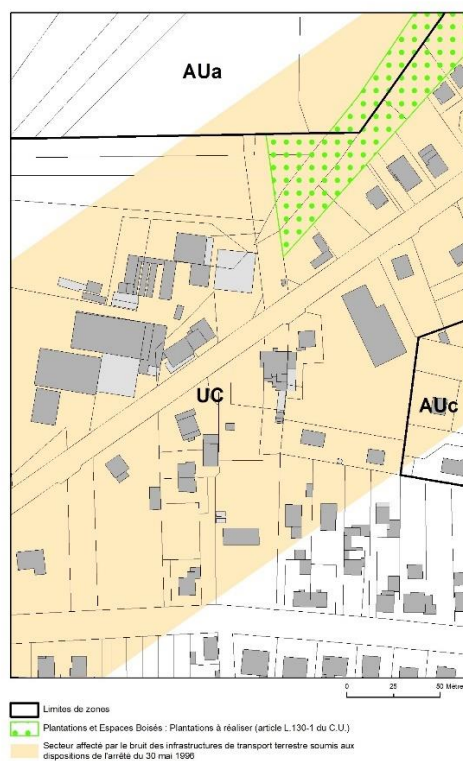 AUa
UC
AUc
0 25 50 Mètres
Limites de zones
Plantations et Espaces Boisés : Plantations à réaliser (article L.130-1 du C.U.)
Secteur affecté par le bruit des infrastructures de transport terrestre soumis aux
dispositions de l'arrêté du 30 mai 1996